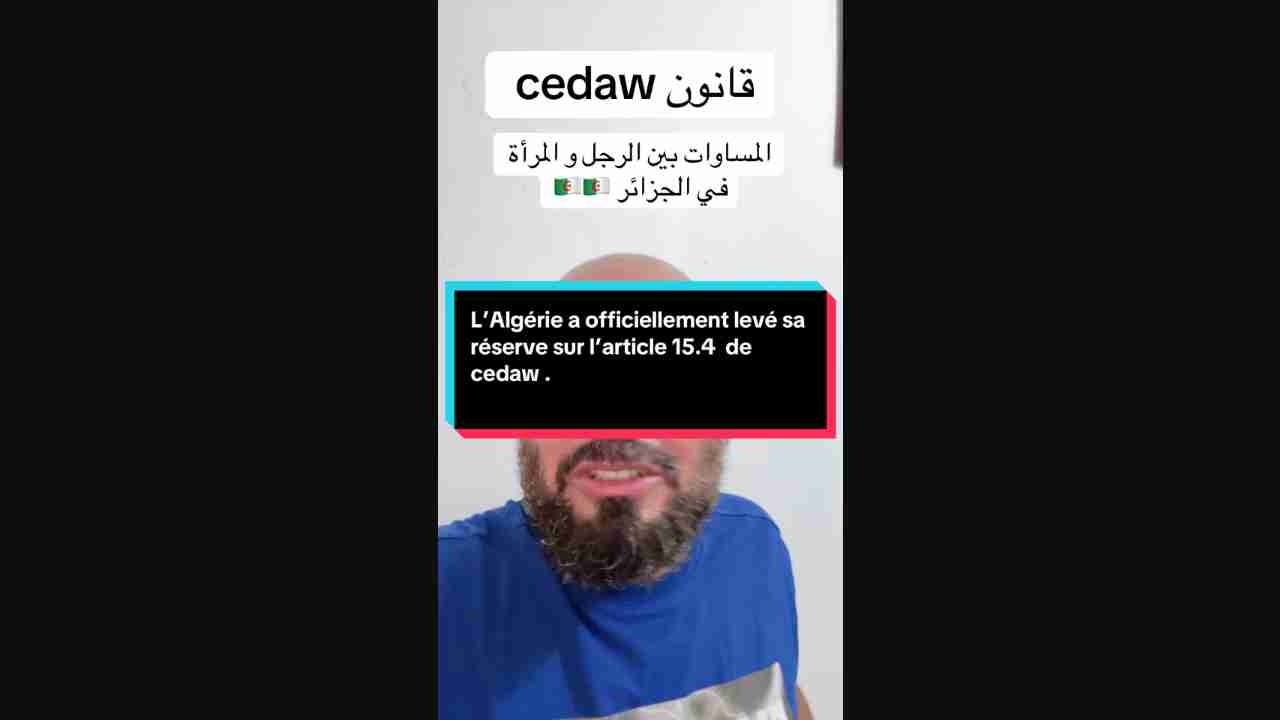 قانون cedaw
المساوات بين الرجل و المرأة
في الجزائر 🇩🇿🇩🇿
L’Algérie a officiellement levé sa
réserve sur l’article 15.4 de
cedaw .